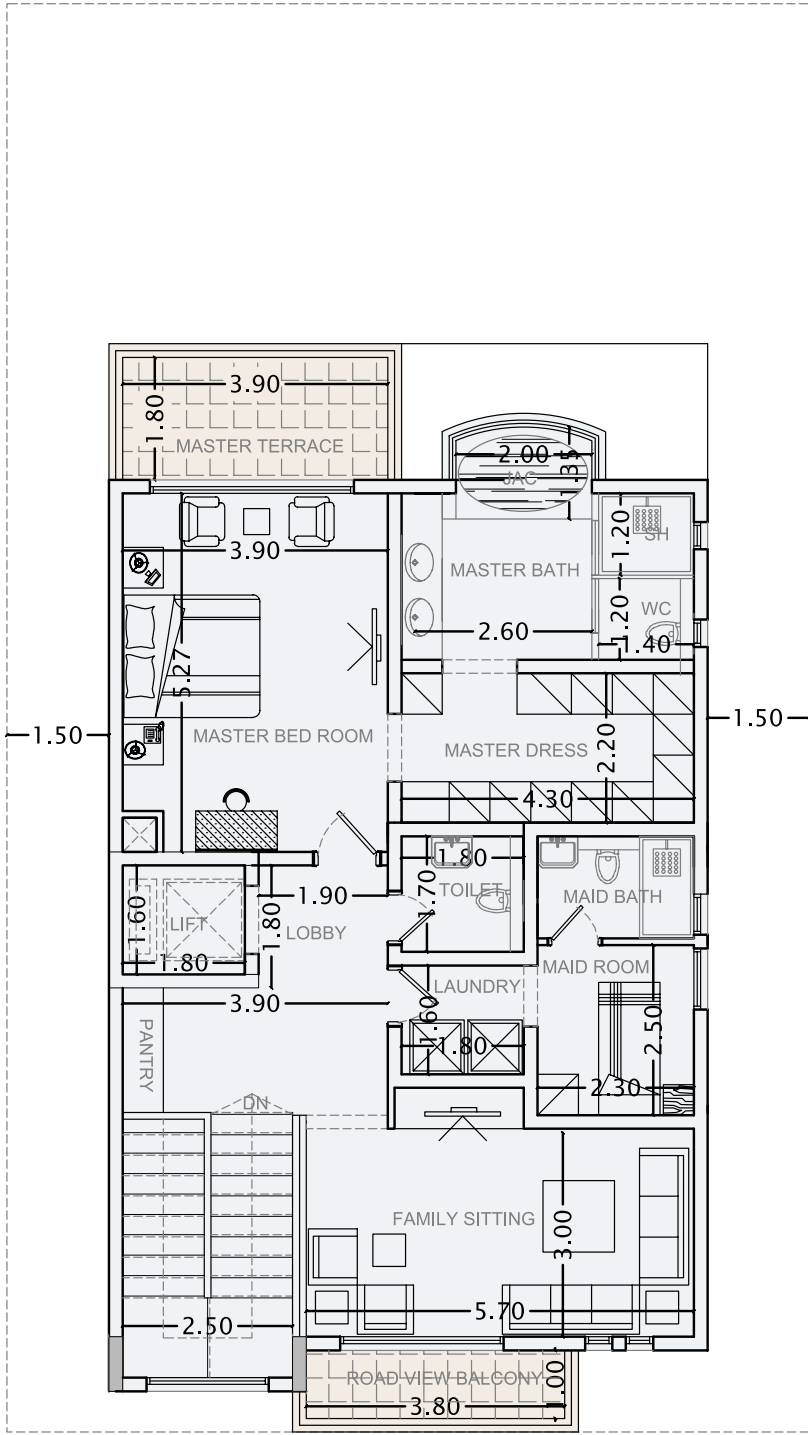 3.90
1.80
MASTER TERRACE
2.00
1.35
JAC
3.90
1.20
SH
MASTER BATH
1.20
WC
2.60
1.40
5.27
1.50
MASTER BED ROOM
MASTER DRESS
2.20
1.50
4.30
1.80
TOILET
1.70
MAID BATH
1.90
1.60
LIFT
1.80
LOBBY
1.80
MAID ROOM
LAUNDRY
3.90
1.60
1.80
2.50
PANTRY
2.30
DN
FAMILY SITTING
3.00
5.70
2.50
ROAD VIEW BALCONY
1.00
3.80